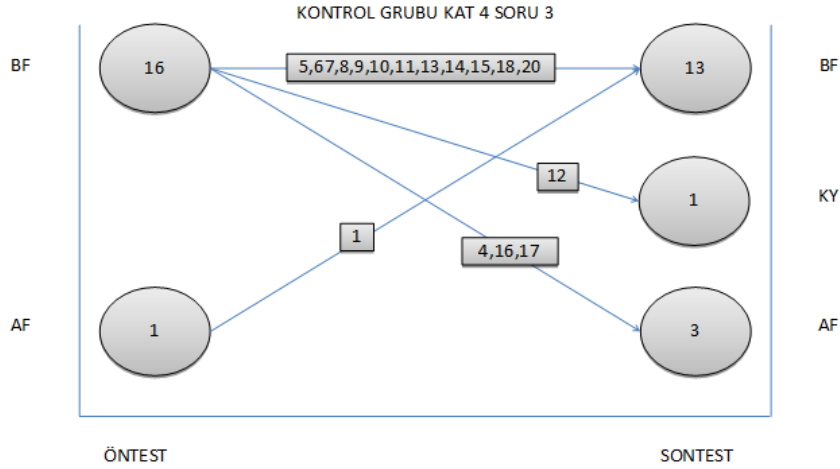 KONTROL GRUBU KAT 4 SORU 3
BF
16
5,67,8,9,10,11,13,14,15,18,20
13
BF
12
1
KY
1
4,16,17
AF
1
3
AF
ÖNTEST
SONTEST